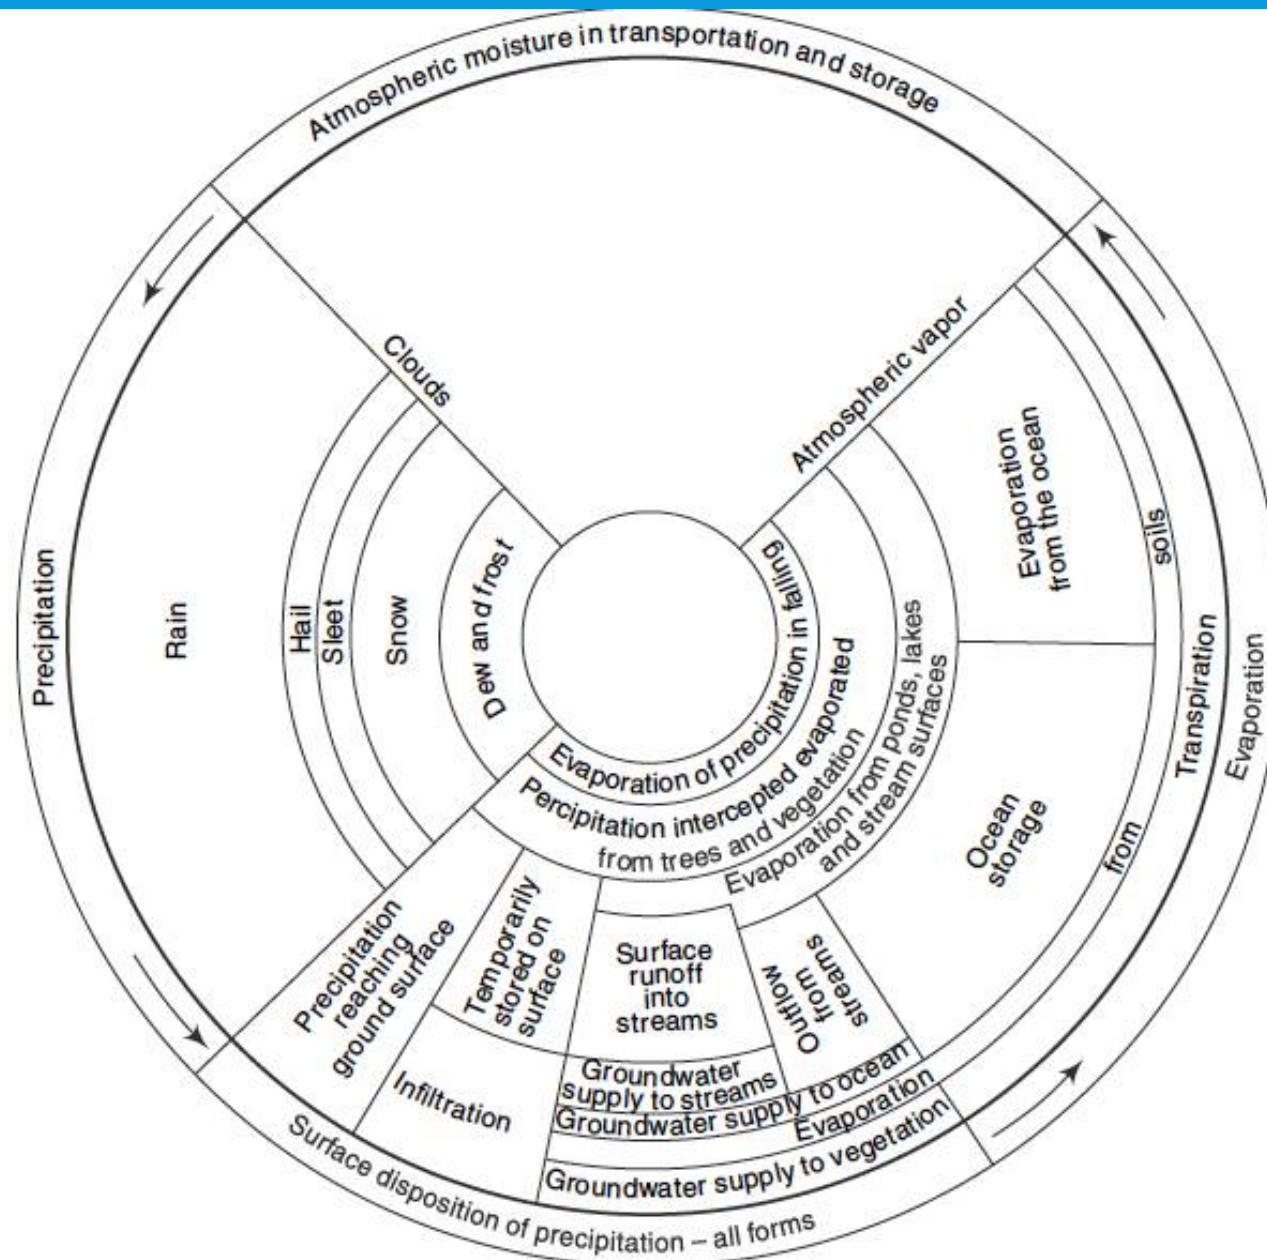 Atmospheric moisture in transportation and storage
Clouds
Atmospheric vapor
Precipitation
Rain
Hail
Sleet
Snow
Dew and frost
Evaporation of precipitation in falling
Percipitation intercepted evaporated
from trees and vegetation
Evaporation from ponds, lakes
and stream surfaces
Evaporation
from the ocean
soils
Transpiration
Evaporation
Ocean
storage
from
Precipitation
reaching
ground surface
Temporarily
stored on
surface
Surface
runoff
into
streams
Outflow
from
streams
Infiltration
Groundwater
supply to streams
Groundwater supply to ocean
Evaporation
Groundwater supply to vegetation
Surface disposition of precipitation – all forms